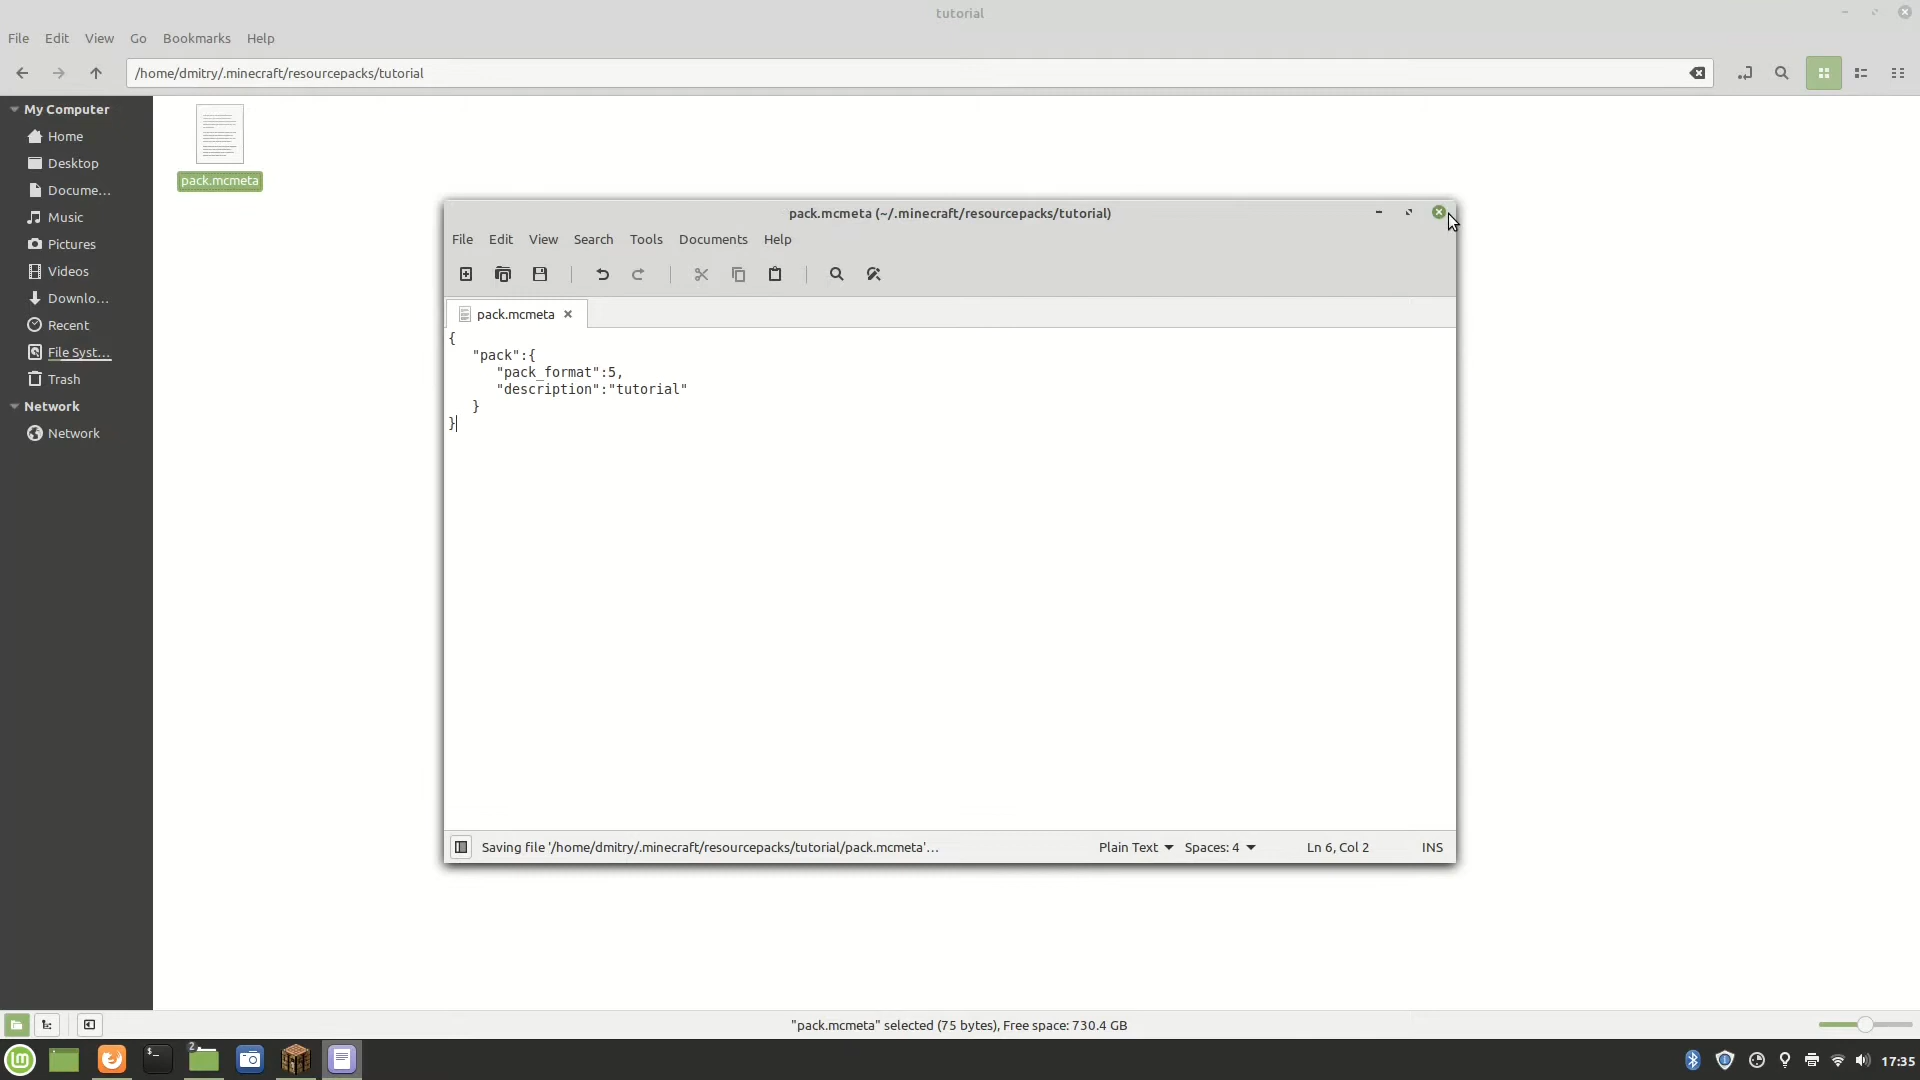 tutorial
File Edit View Go Bookmarks Help
/home/dmitry/.minecraft/resourcepacks/tutorial
My Computer
Home
Desktop
Docume...
Music
Pictures
Videos
Downlo...
Recent
File Syst...
Trash
Network
Network
pack.mcmeta
pack.mcmeta (~/.minecraft/resourcepacks/tutorial)
File Edit View Search Tools Documents Help
pack.mcmeta
{
"pack":{
"pack_format":5,
"description":"tutorial"
}
}
Saving file '/home/dmitry/.minecraft/resourcepacks/tutorial/pack.mcmeta'... Plain Text Spaces: 4 Ln 6, Col 2 INS
"pack.mcmeta" selected (75 bytes), Free space: 730.4 GB
2
17:35